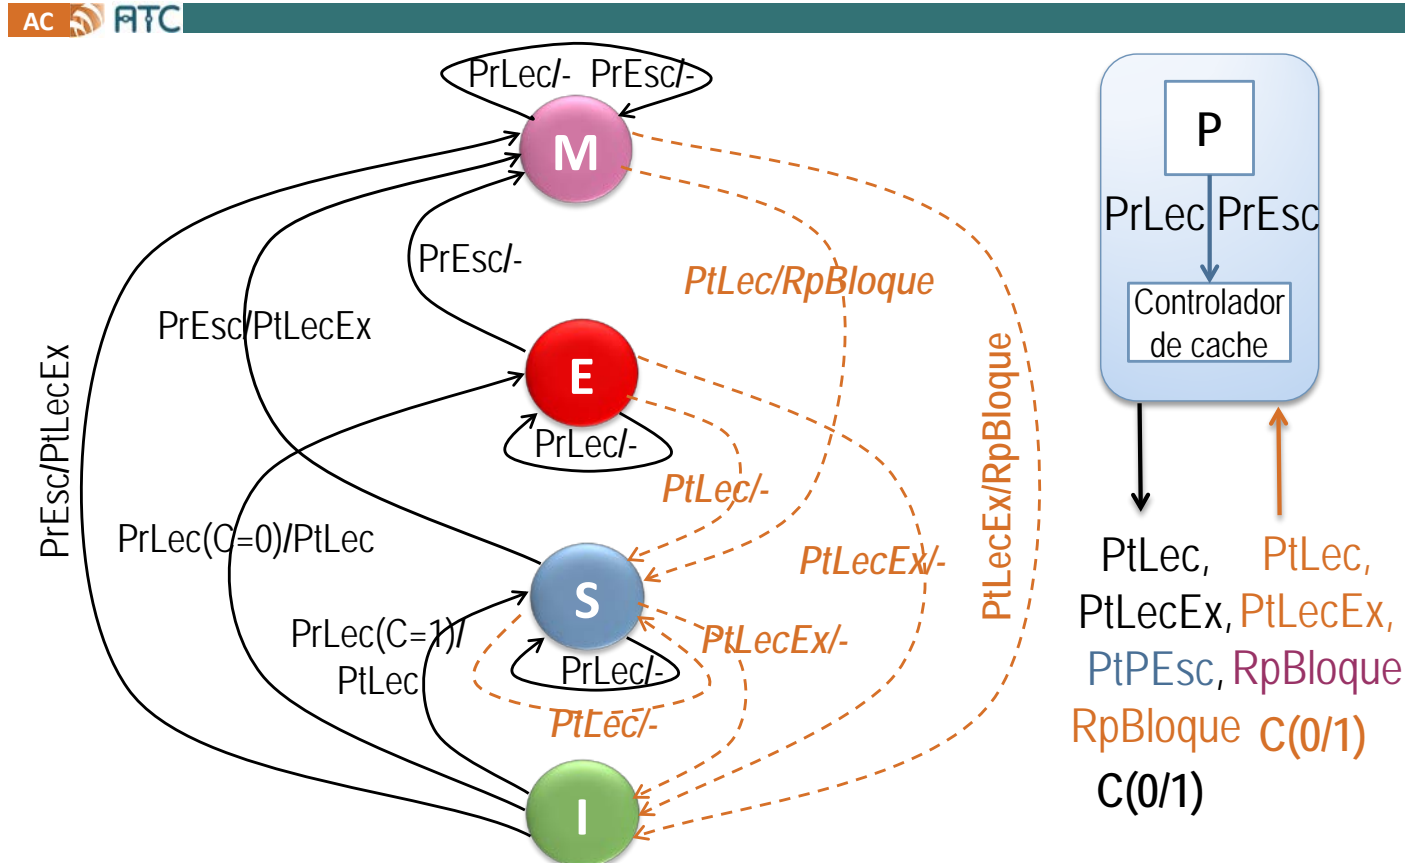 AC ATC
PrLec/- PrEsc/-
M
PrEsc/-
PtLec/RpBloque
PrEsc/PtLecEx
PrEsc/PtLecEx
E
PrLec/-
PtLec/-
PtLecEx/RpBloque
PrLec(C=0)/PtLec
PtLecEx/-
S
PrLec(C=1)/
PtLec
PrLec/-
PtLecEx/-
PtLec/-
I
P
PrLec PrEsc
Controlador
de cache
PtLec,
PtLecEx,
PtPEsc,
RpBloque
C(0/1)
PtLec,
PtLecEx,
RpBloque
C(0/1)